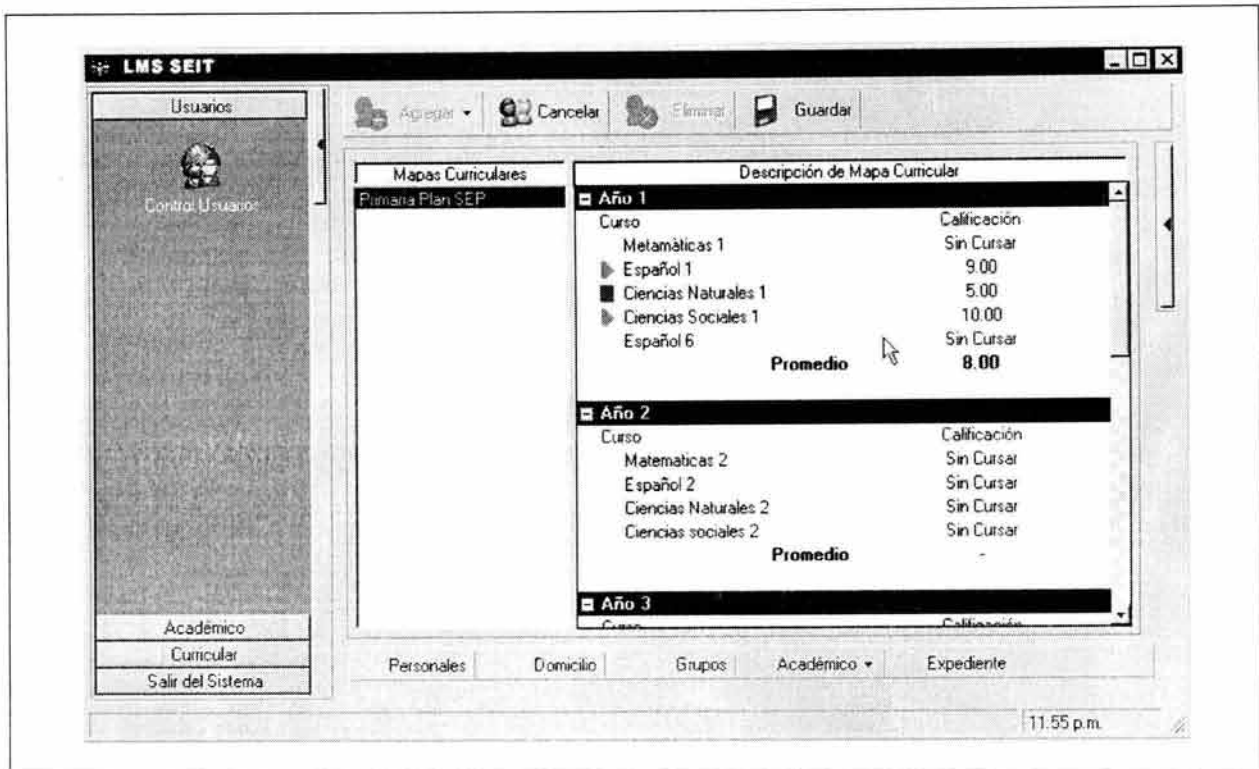 LMS SEIT
Usuarios
Control Usuarios
Académico
Curricular
Salir del Sistema
Agregar Cancelar Eliminar Guardar
Mapas Curriculares
Primaria Plan SEP
Descripción de Mapa Curricular
Año 1
Curso Calificación
Metamàticas 1 Sin Cursar
Español 1 9.00
Ciencias Naturales 1 5.00
Ciencias Sociales 1 10.00
Español 6 Sin Cursar
Promedio 8.00
Año 2
Curso Calificación
Matematicas 2 Sin Cursar
Español 2 Sin Cursar
Ciencias Naturales 2 Sin Cursar
Ciencias sociales 2 Sin Cursar
Promedio -
Año 3
Curso Calificación
Personales Domicilio Grupos Académico Expediente
11:55 p.m.